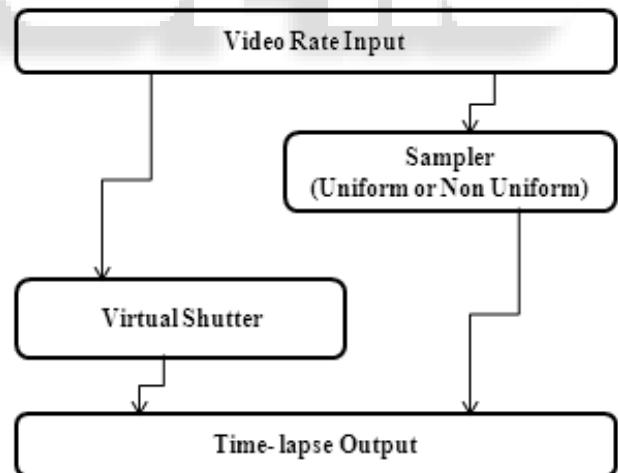 Video Rate Input
Sampler
(Uniform or Non Uniform)
Virtual Shutter
Time- lapse Output